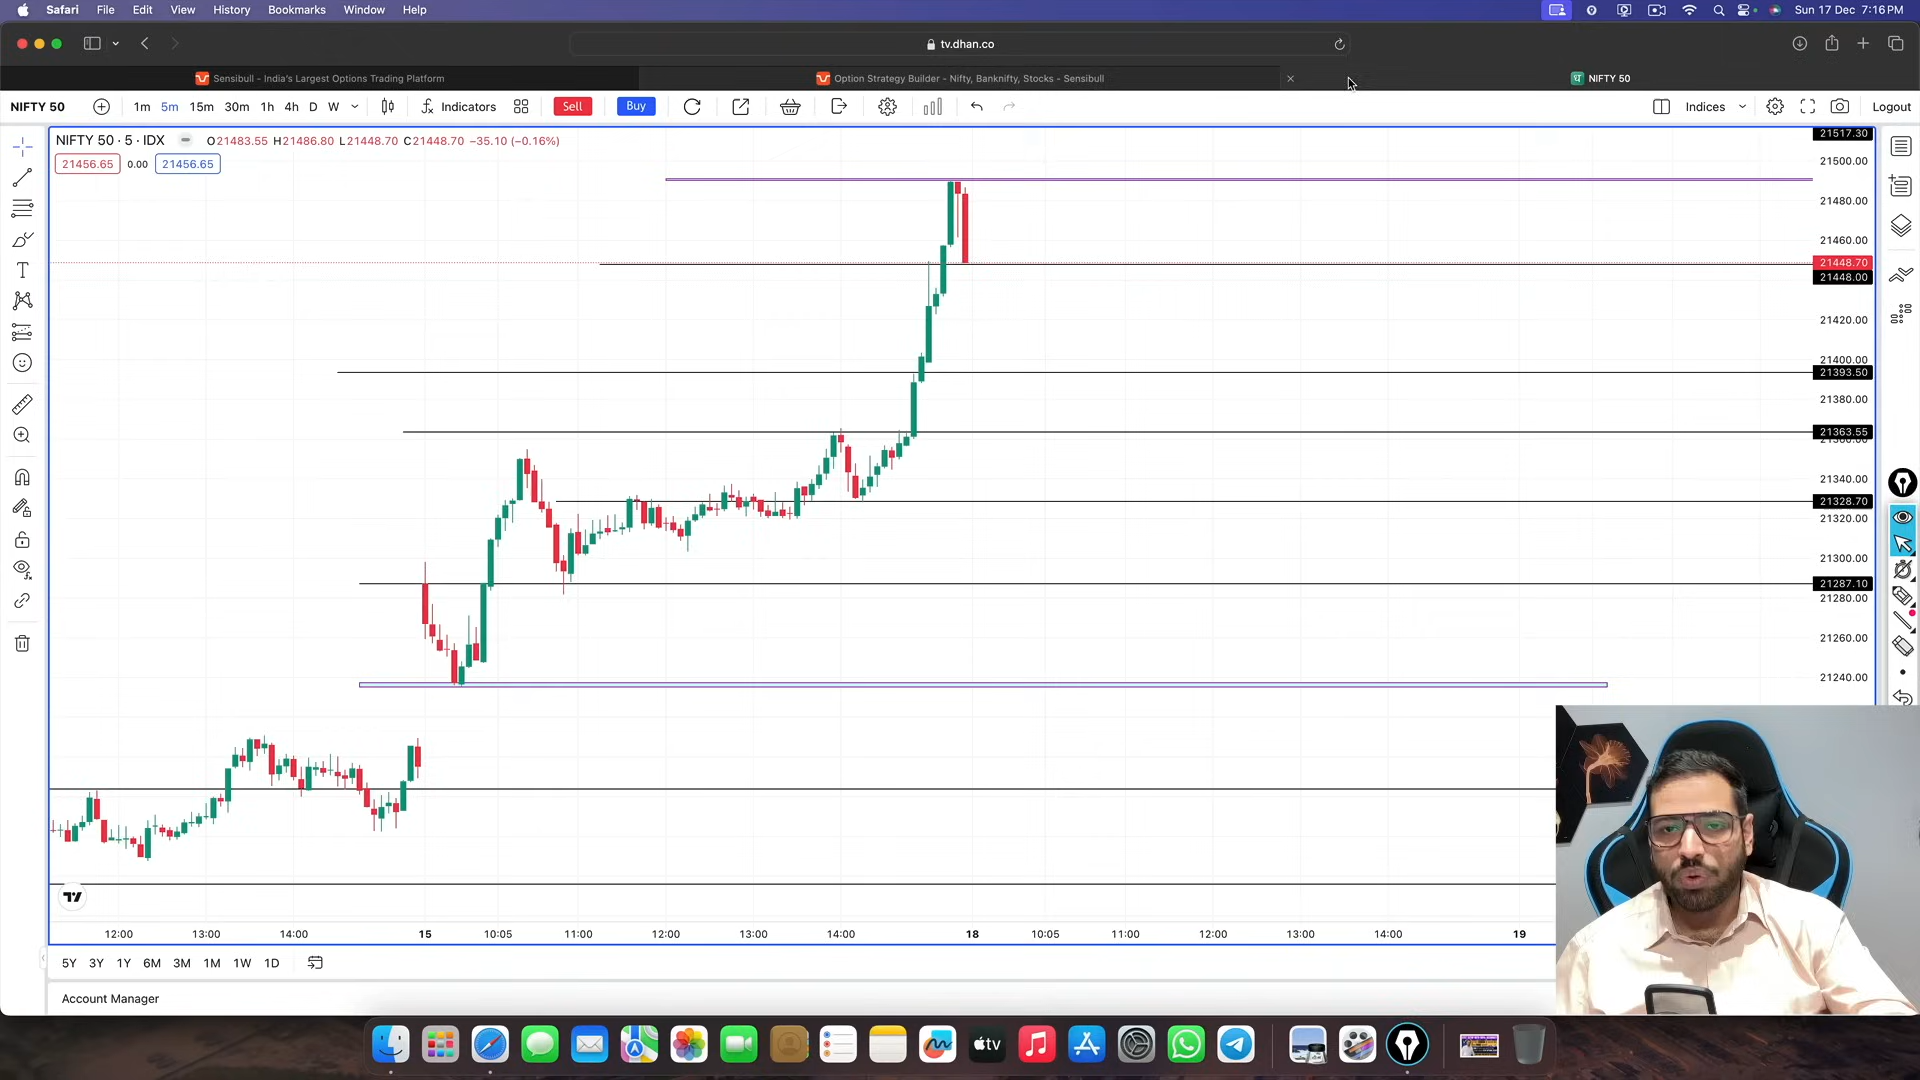 Safari File Edit View History Bookmarks Window Help Sun 17 Dec 7:16 PM
tv.dhan.co
Sensibull - India's Largest Options Trading Platform Option Strategy Builder - Nifty, Banknifty, Stocks - Sensibull NIFTY 50
NIFTY 50 1m 5m 15m 30m 1h 4h D W Indicators Sell Buy Indices Logout
NIFTY 50 · 5 · IDX O21483.55 H21486.80 L21448.70 C21448.70 −35.10 (−0.16%)
21456.65 0.00 21456.65
21517.30
21500.00
21480.00
21460.00
21448.70
21448.00
21420.00
21400.00
21393.50
21380.00
21363.55
21340.00
21328.70
21320.00
21300.00
21287.10
21280.00
21260.00
21240.00
12:00 13:00 14:00 15 10:05 11:00 12:00 13:00 14:00 18 10:05 11:00 12:00 13:00 14:00 19
5Y 3Y 1Y 6M 3M 1M 1W 1D
Account Manager
tv